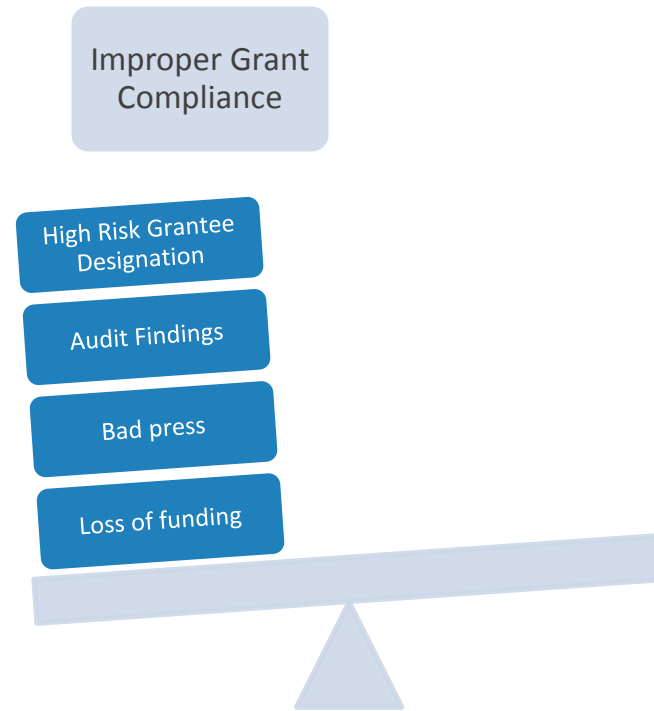 Improper Grant
Compliance
High Risk Grantee
Designation
Audit Findings
Bad press
Loss of funding